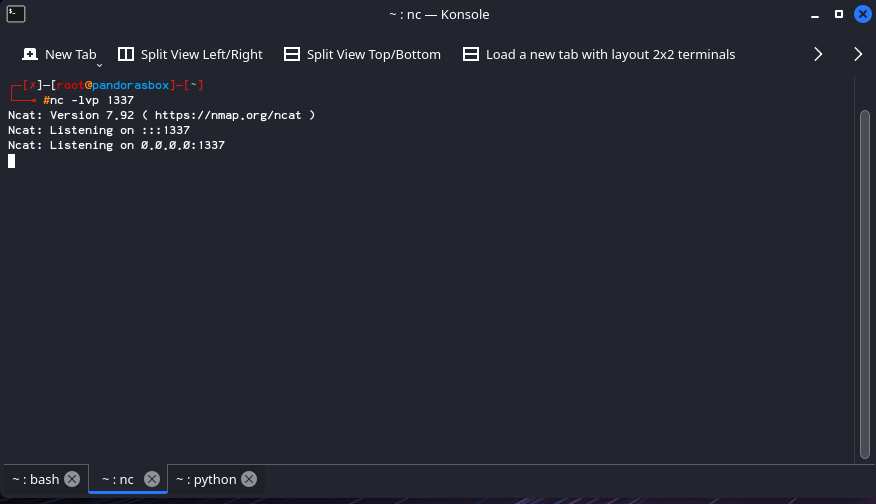 ~ : nc — Konsole
New Tab Split View Left/Right Split View Top/Bottom Load a new tab with layout 2x2 terminals
┌─[✗]─[root@pandorasbox]─[~]
└──╼ #nc -lvp 1337
Ncat: Version 7.92 ( https://nmap.org/ncat )
Ncat: Listening on :::1337
Ncat: Listening on 0.0.0.0:1337
~ : bash ~ : nc ~ : python